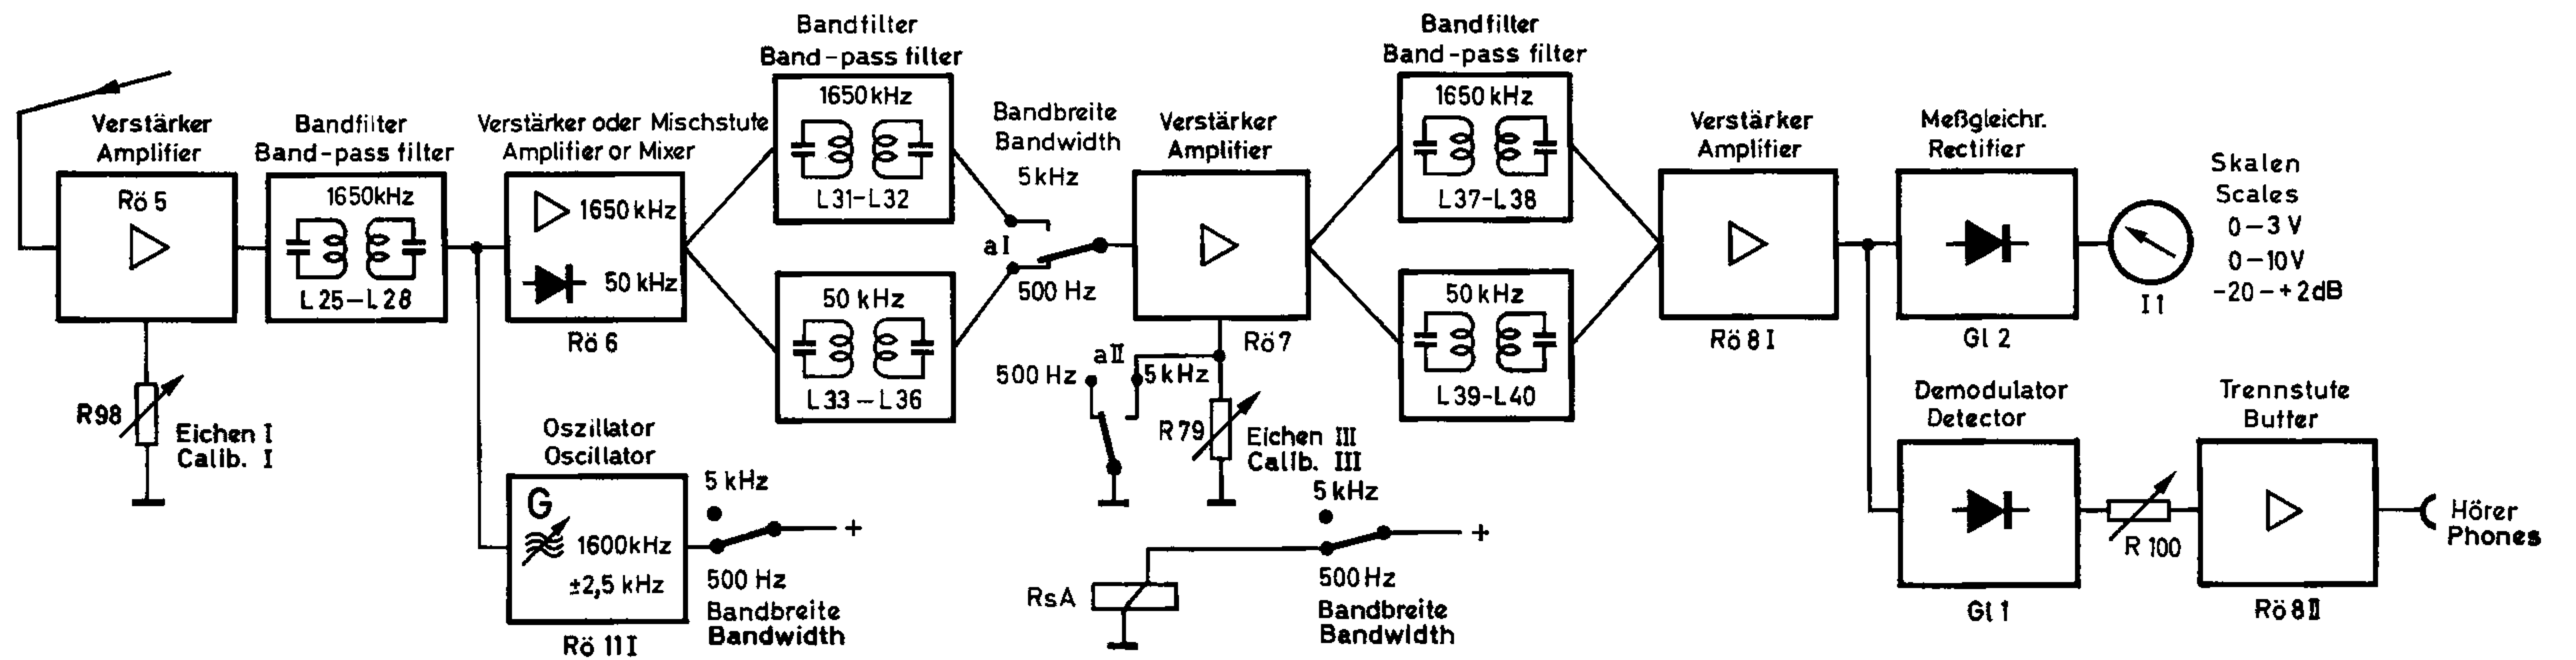 Verstärker
Amplifier
Rö 5
R98
Eichen I
Calib. I
Bandfilter
Band-pass filter
1650kHz
L25-L28
Verstärker oder Mischstufe
Amplifier or Mixer
1650 kHz
50 kHz
Rö 6
Oszillator
Oscillator
G
1600kHz
±2,5 kHz
Rö 11 I
5 kHz
+
500 Hz
Bandbreite
Bandwidth
Bandfilter
Band-pass filter
1650 kHz
L31-L32
50 kHz
L33-L36
Bandbreite
Bandwidth
5 kHz
aI
500 Hz
Verstärker
Amplifier
Rö 7
aII
500 Hz
5 kHz
R 79
Eichen III
Calib. III
5 kHz
+
RsA
500 Hz
Bandbreite
Bandwidth
Bandfilter
Band-pass filter
1650 kHz
L37-L38
50 kHz
L39-L40
Verstärker
Amplifier
Rö 8 I
Meßgleichr.
Rectifier
Gl 2
I1
Skalen
Scales
0-3 V
0-10V
-20-+2dB
Demodulator
Detector
Gl 1
R 100
Trennstufe
Buffer
Rö 8 II
Hörer
Phones